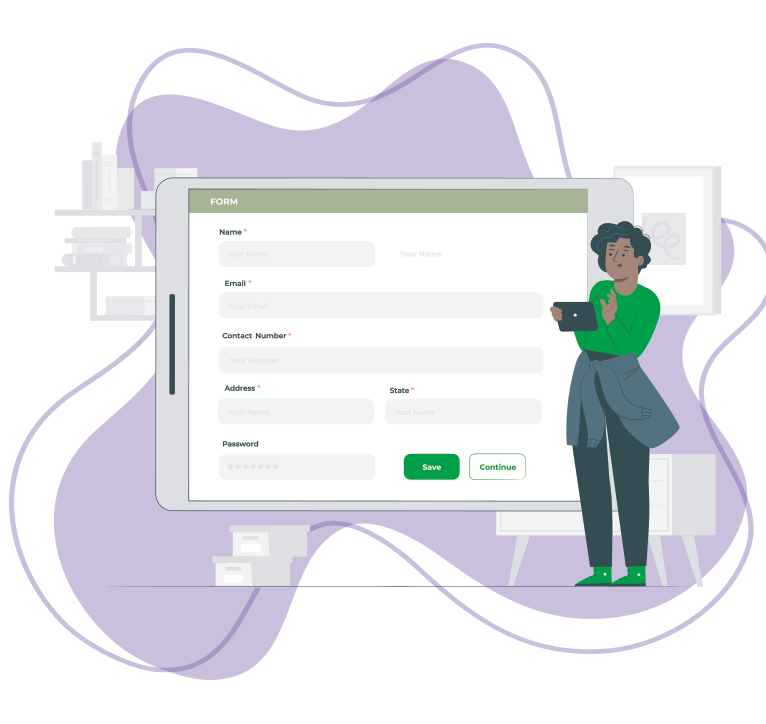 FORM
Name *
Your Name Your Name
Email *
Your Email
Contact Number *
Your Number
Address * State *
Your Name Your Name
Password
*******
Save Continue